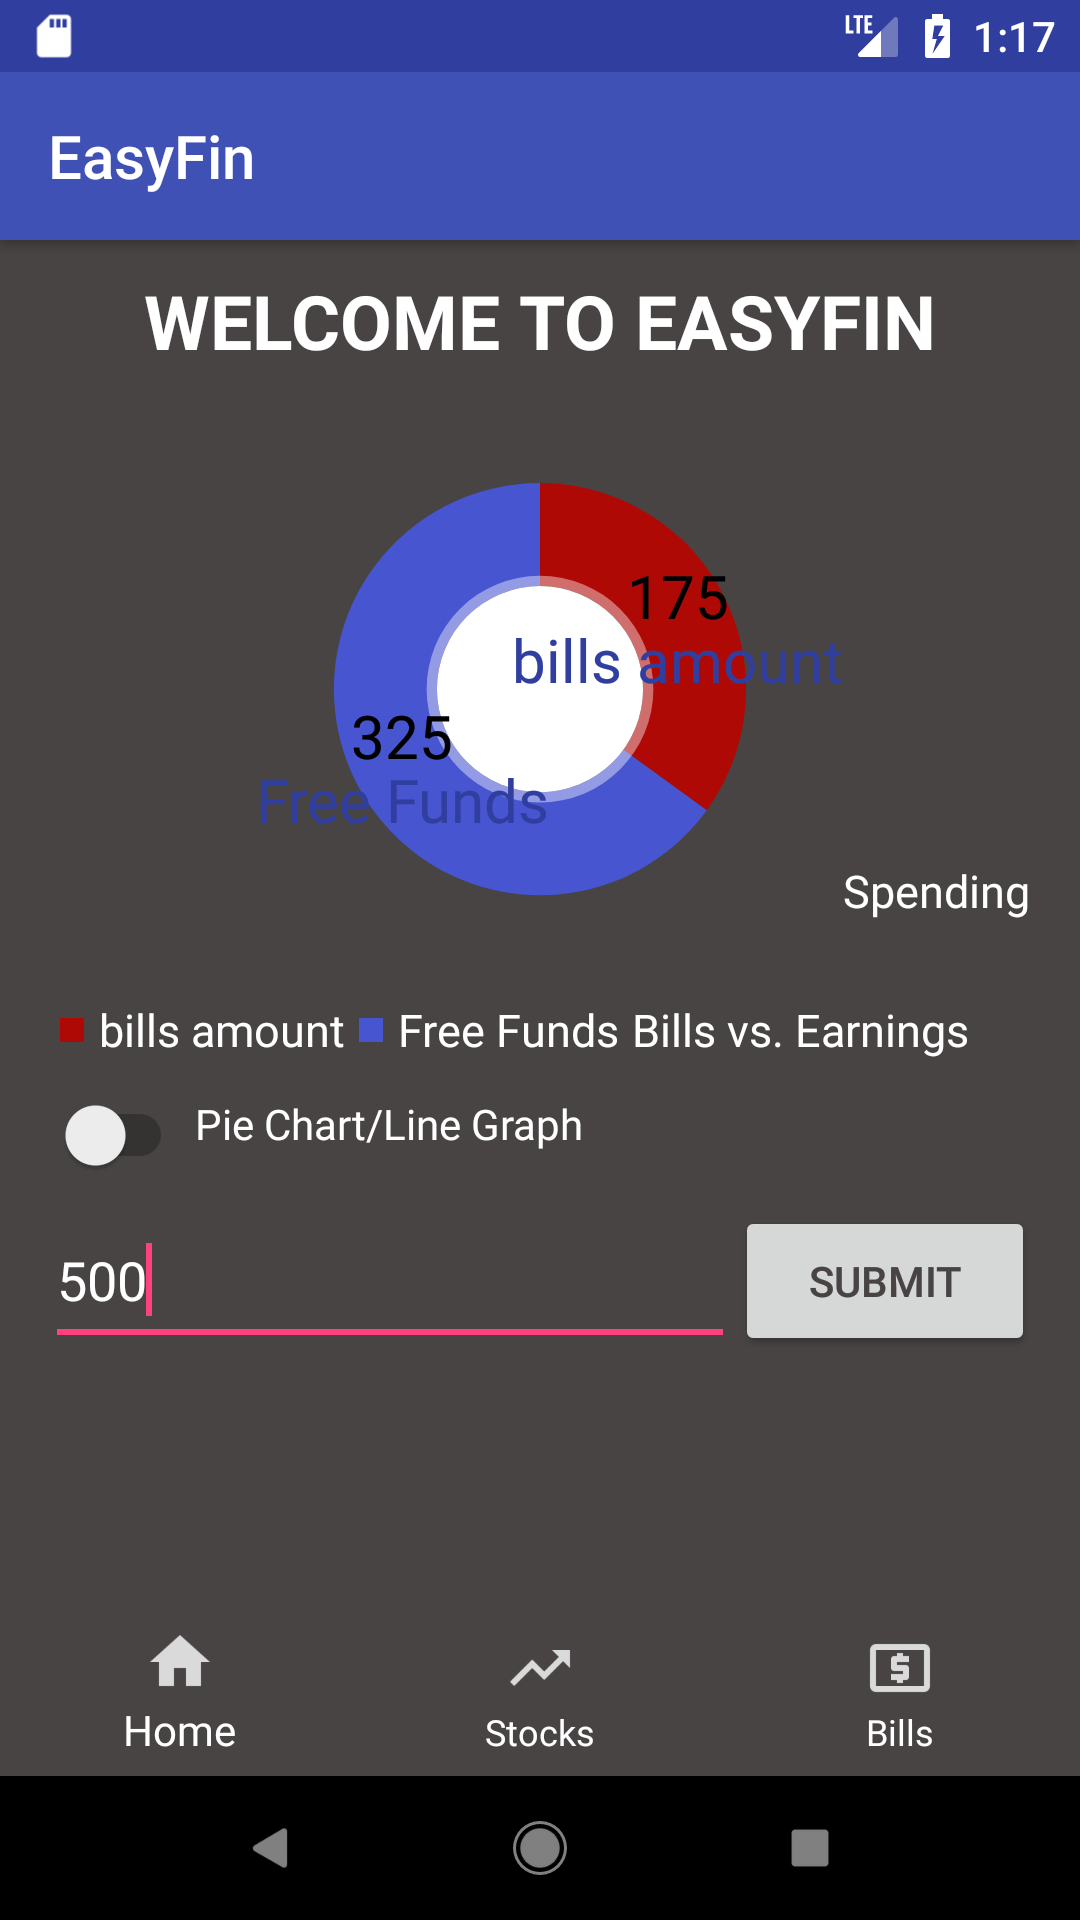 LTE 1:17
EasyFin
WELCOME TO EASYFIN
175
bills amount
325
Free Funds
Spending
bills amount Free Funds Bills vs. Earnings
Pie Chart/Line Graph
500 SUBMIT
Home Stocks Bills